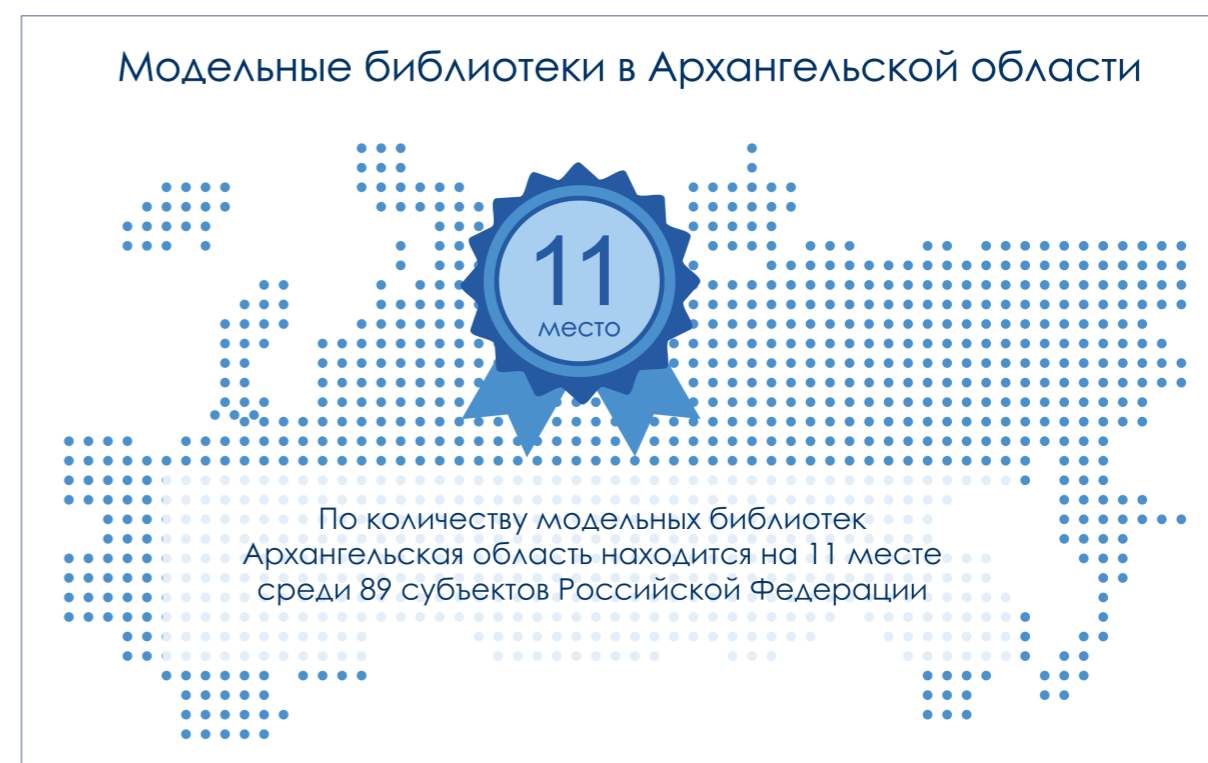 Модельные библиотеки в Архангельской области
11
место
По количеству модельных библиотек
Архангельская область находится на 11 месте
среди 89 субъектов Российской Федерации